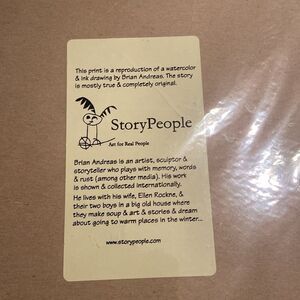 This print is a reproduction of a watercolor
& ink drawing by Brian Andreas. The story
is mostly true & completely original.
StoryPeople
Art for Real People
Brian Andreas is an artist, sculptor &
storyteller who plays with memory, words
& rust (among other media). His work
is shown & collected internationally.
He lives with his wife, Ellen Rockne, &
their two boys in a big old house where
they make soup & art & stories & dream
about going to warm places in the winter...
www.storypeople.com